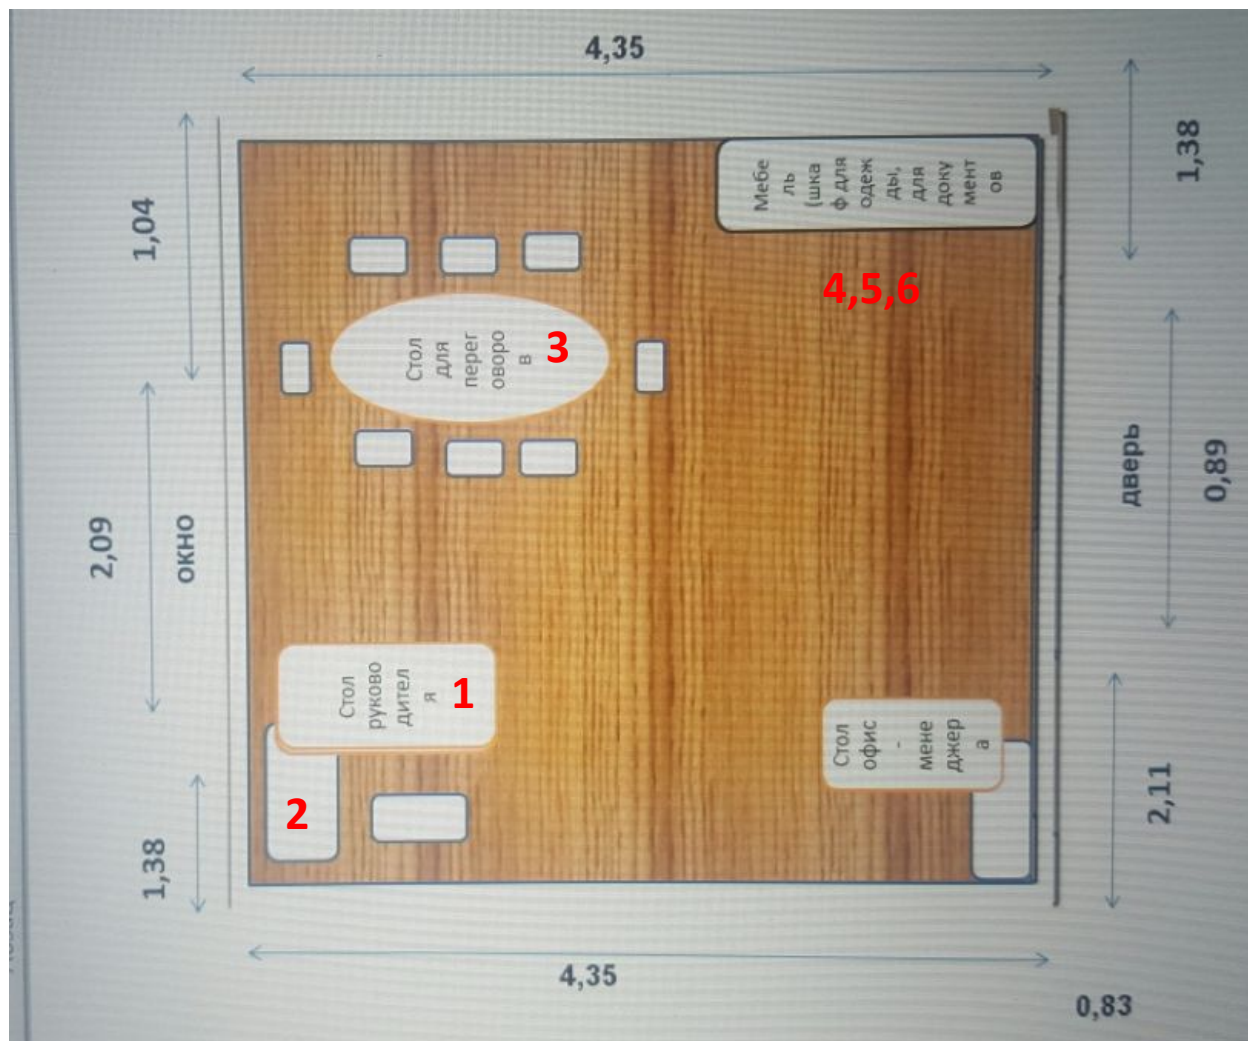 4,35
1,38
1,04
Мебе
ль
(шка
ф для
одеж
ды,
для
доку
мент
ов
4,5,6
Стол
для
перег
оворо
в
3
дверь
0,89
2,09
окно
Стол
руково
дител
я
1
2
Стол
офис
-
мене
джер
а
1,38
2,11
4,35
0,83